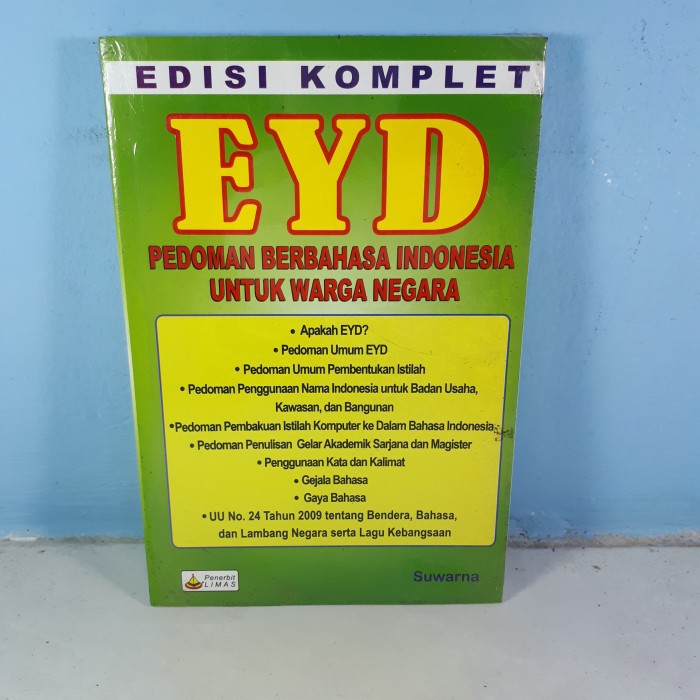 EDISI KOMPLET
EYD
PEDOMAN BERBAHASA INDONESIA
UNTUK WARGA NEGARA
• Apakah EYD?
• Pedoman Umum EYD
• Pedoman Umum Pembentukan Istilah
• Pedoman Penggunaan Nama Indonesia untuk Badan Usaha,
Kawasan, dan Bangunan
• Pedoman Pembakuan Istilah Komputer ke Dalam Bahasa Indonesia
• Pedoman Penulisan Gelar Akademik Sarjana dan Magister
• Penggunaan Kata dan Kalimat
• Gejala Bahasa
• Gaya Bahasa
• UU No. 24 Tahun 2009 tentang Bendera, Bahasa,
dan Lambang Negara serta Lagu Kebangsaan
Penerbit
LIMAS
Suwarna